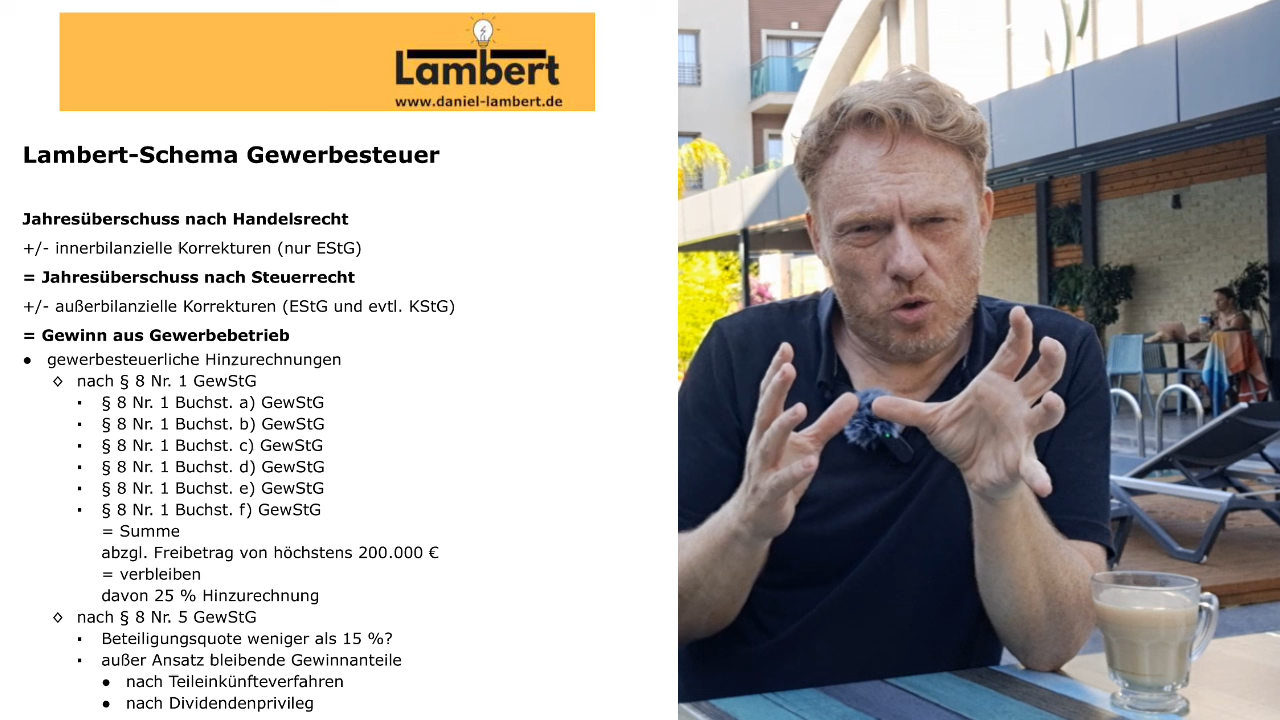 Lambert
www.daniel-lambert.de
Lambert-Schema Gewerbesteuer
Jahresüberschuss nach Handelsrecht
+/- innerbilanzielle Korrekturen (nur EStG)
= Jahresüberschuss nach Steuerrecht
+/- außerbilanzielle Korrekturen (EStG und evtl. KStG)
= Gewinn aus Gewerbebetrieb
● gewerbesteuerliche Hinzurechnungen
◊ nach § 8 Nr. 1 GewStG
▪ § 8 Nr. 1 Buchst. a) GewStG
▪ § 8 Nr. 1 Buchst. b) GewStG
▪ § 8 Nr. 1 Buchst. c) GewStG
▪ § 8 Nr. 1 Buchst. d) GewStG
▪ § 8 Nr. 1 Buchst. e) GewStG
▪ § 8 Nr. 1 Buchst. f) GewStG
= Summe
abzgl. Freibetrag von höchstens 200.000 €
= verbleiben
davon 25 % Hinzurechnung
◊ nach § 8 Nr. 5 GewStG
▪ Beteiligungsquote weniger als 15 %?
▪ außer Ansatz bleibende Gewinnanteile
● nach Teileinkünfteverfahren
● nach Dividendenprivileg